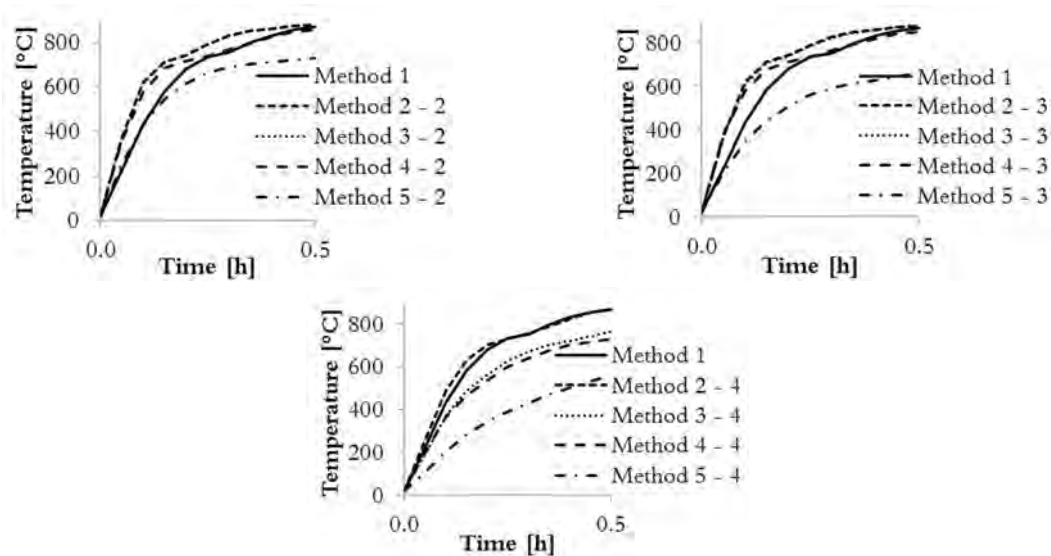 Temperature [°C]
800
600
400
200
0
0.0
0.5
Time [h]
Method 1
Method 2 - 2
Method 3 - 2
Method 4 - 2
Method 5 - 2
Temperature [°C]
800
600
400
200
0
0.0
0.5
Time [h]
Method 1
Method 2 - 3
Method 3 - 3
Method 4 - 3
Method 5 - 3
Temperature [°C]
800
600
400
200
0
0.0
0.5
Time [h]
Method 1
Method 2 - 4
Method 3 - 4
Method 4 - 4
Method 5 - 4